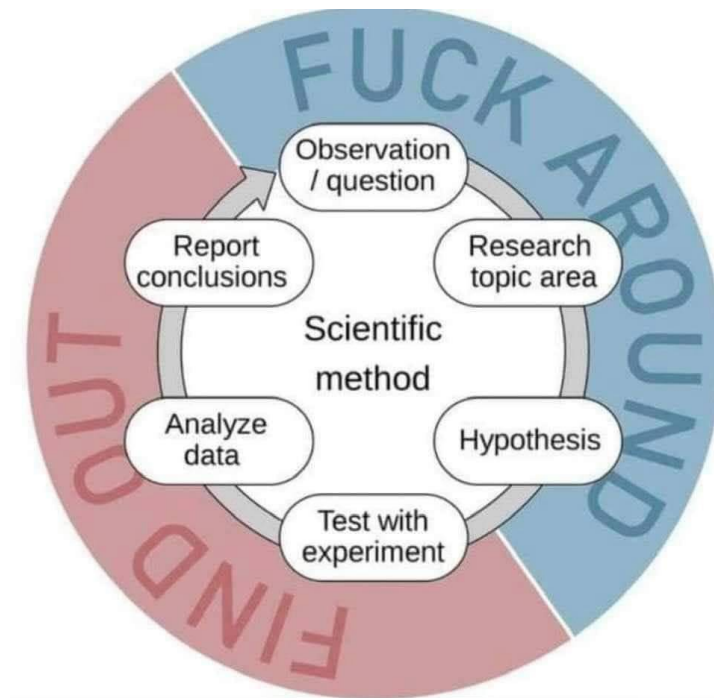 FUCK AROUND
Observation
/ question
Research
topic area
Hypothesis
Test with
experiment
Analyze
data
Report
conclusions
Scientific
method
FIND OUT